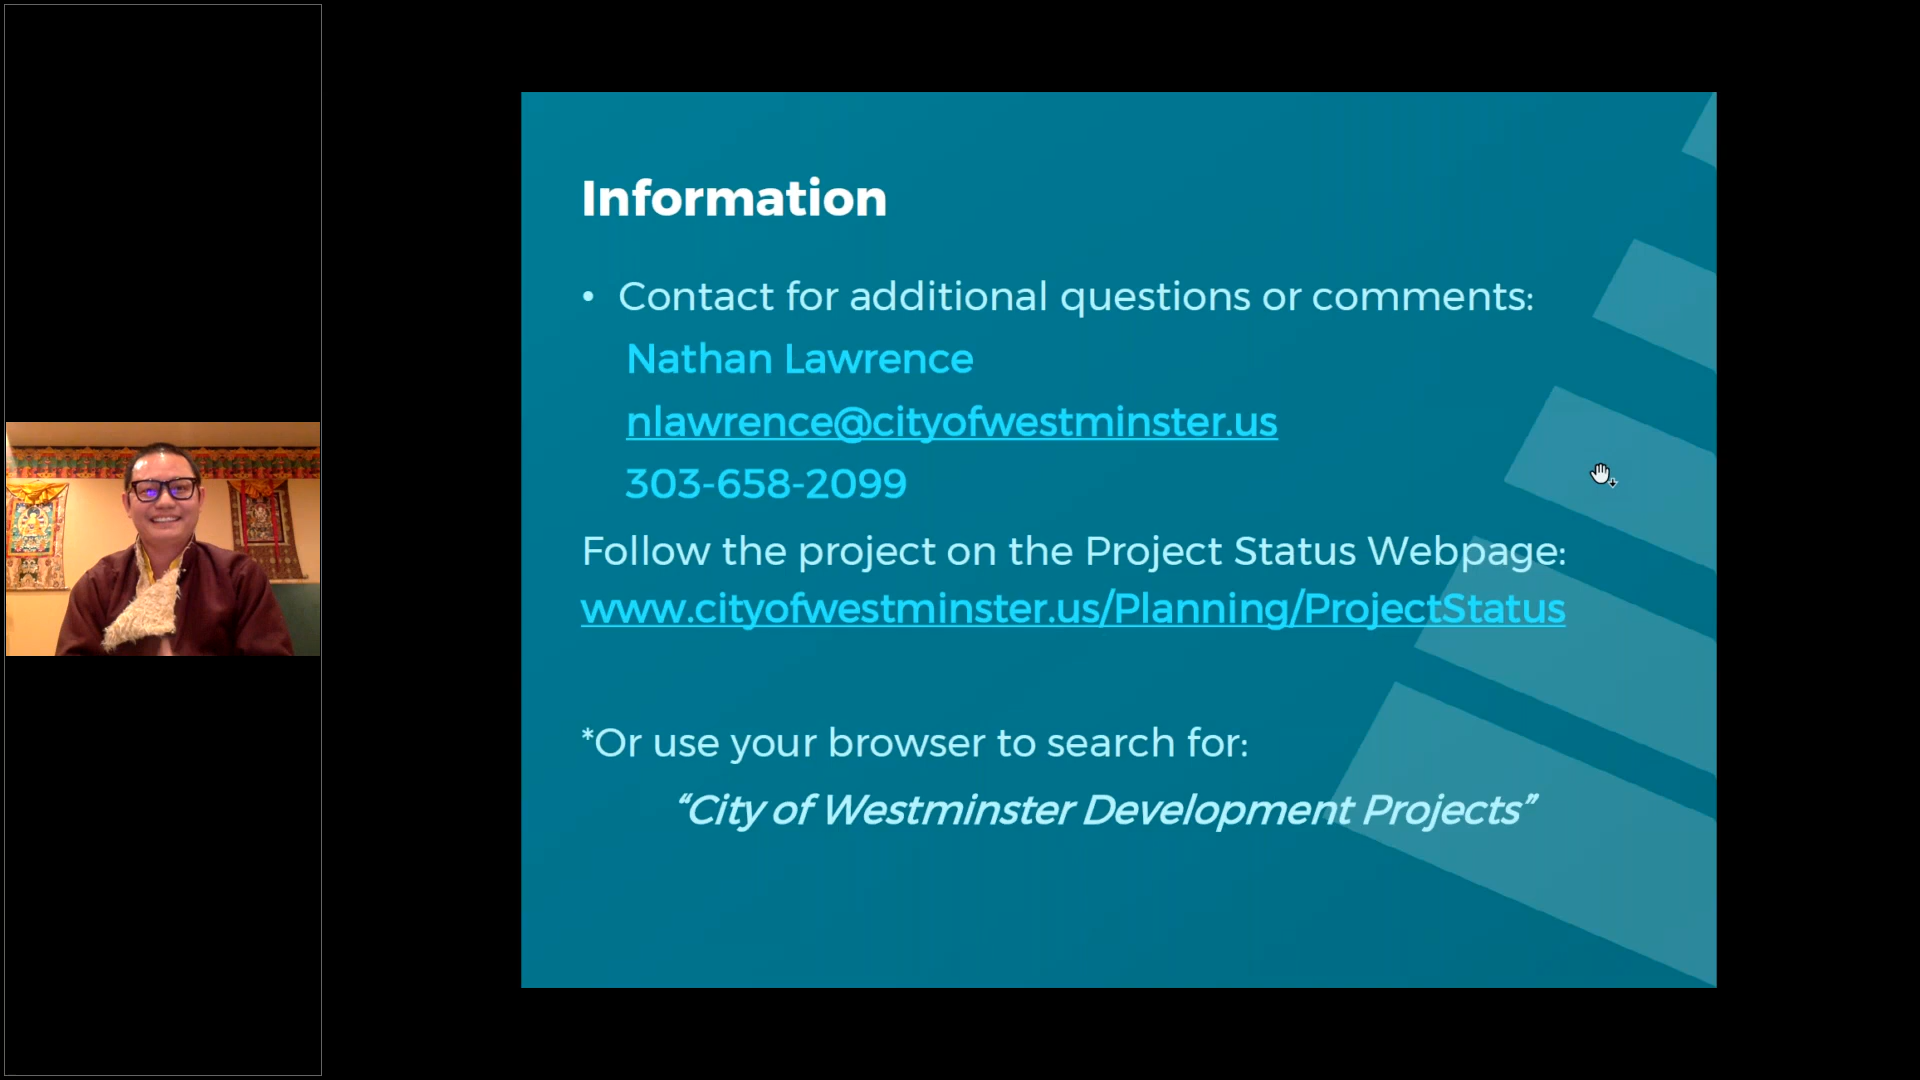 Information
• Contact for additional questions or comments:
Nathan Lawrence
nlawrence@cityofwestminster.us
303-658-2099
Follow the project on the Project Status Webpage:
www.cityofwestminster.us/Planning/ProjectStatus
*Or use your browser to search for:
“City of Westminster Development Projects”